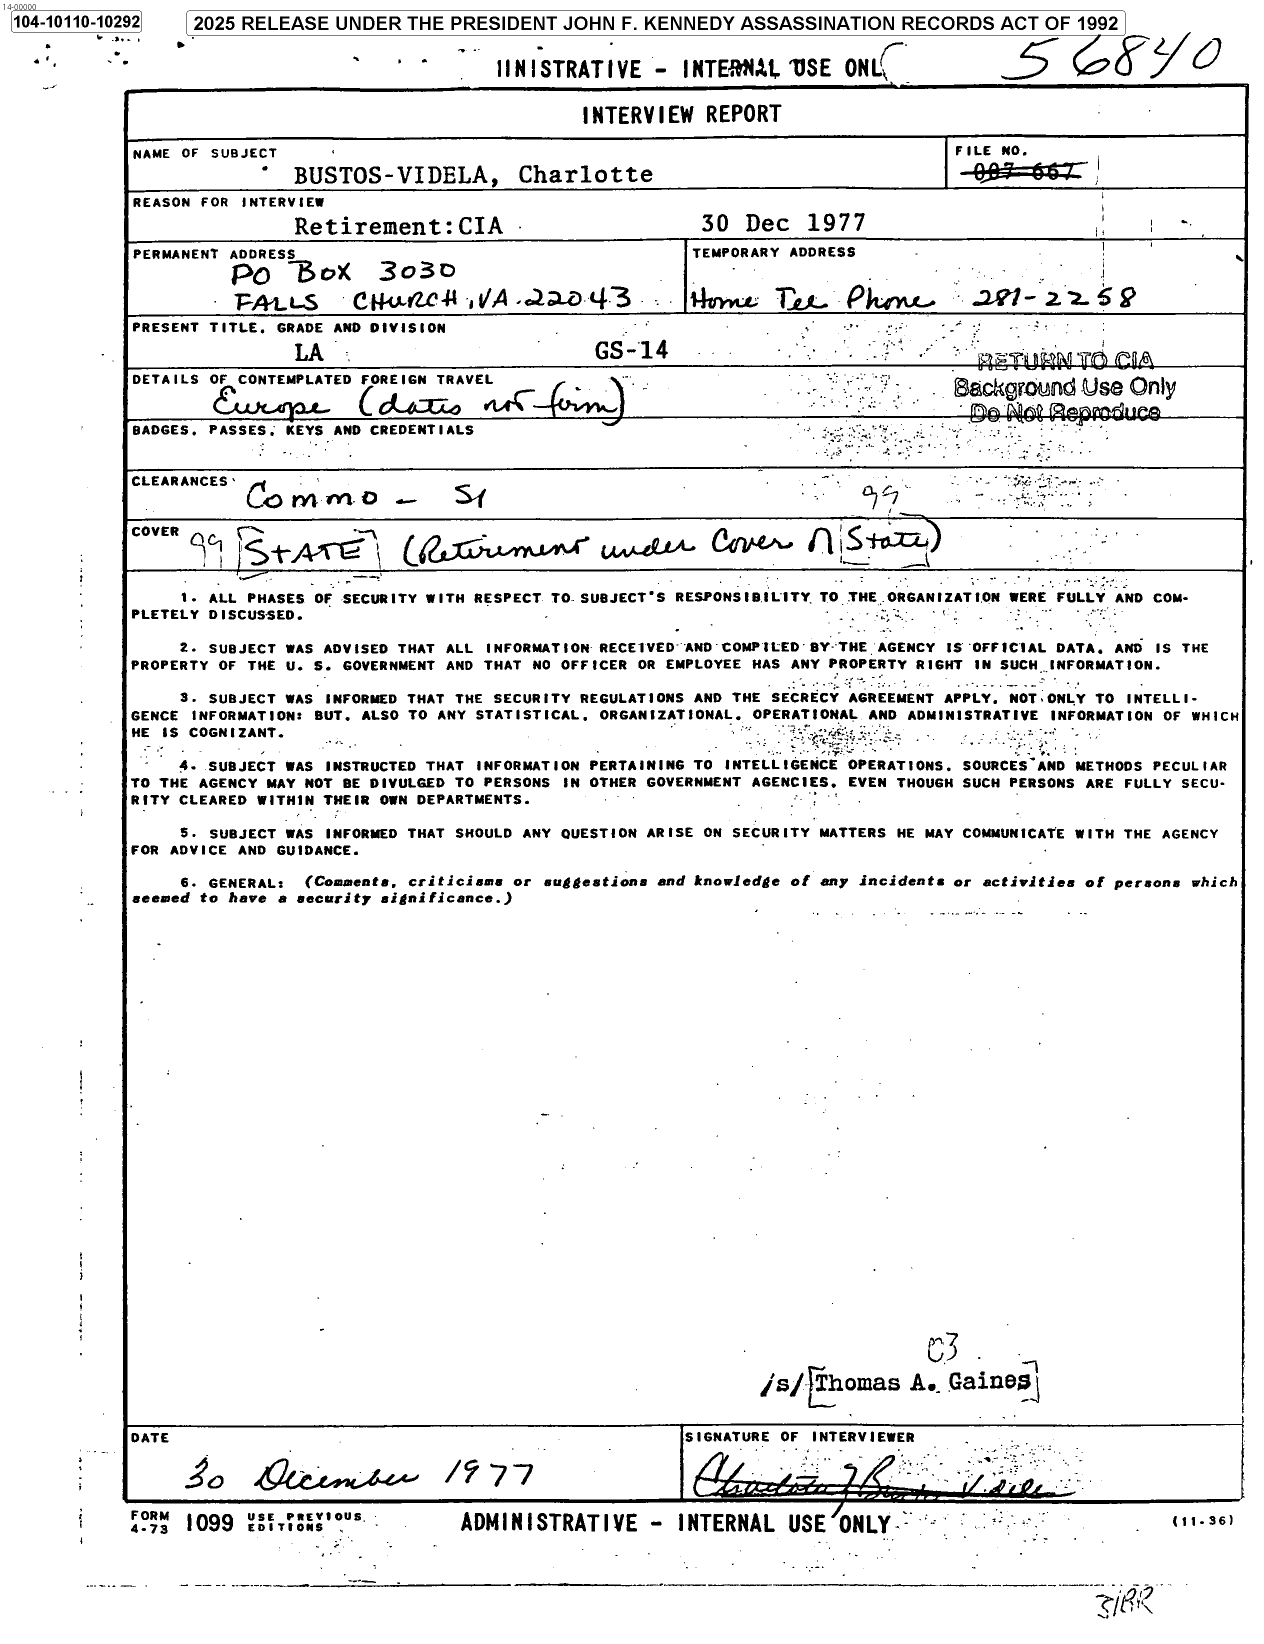 14-00000
104-10110-10292
2025 RELEASE UNDER THE PRESIDENT JOHN F. KENNEDY ASSASSINATION RECORDS ACT OF 1992
56840
IINISTRATIVE - INTERNAL USE ONL
INTERVIEW REPORT
NAME OF SUBJECT
BUSTOS-VIDELA, Charlotte
FILE NO.
087-667
REASON FOR INTERVIEW
Retirement:CIA 30 Dec 1977
PERMANENT ADDRESS
PO BOX 3030
FALLS CHURCH, VA. 22043
TEMPORARY ADDRESS
Home Tel Phone 281-2258
PRESENT TITLE, GRADE AND DIVISION
LA GS-14
RETURN TO CIA
Background Use Only
Do Not Reproduce
DETAILS OF CONTEMPLATED FOREIGN TRAVEL
Europe (dates not firm)
BADGES, PASSES, KEYS AND CREDENTIALS
CLEARANCES
Commo - SI 99
COVER
99 STATE (Retirement under Cover State)
1. ALL PHASES OF SECURITY WITH RESPECT TO SUBJECT'S RESPONSIBILITY TO THE ORGANIZATION WERE FULLY AND COM-
PLETELY DISCUSSED.
2. SUBJECT WAS ADVISED THAT ALL INFORMATION RECEIVED AND COMPILED BY THE AGENCY IS OFFICIAL DATA, AND IS THE
PROPERTY OF THE U. S. GOVERNMENT AND THAT NO OFFICER OR EMPLOYEE HAS ANY PROPERTY RIGHT IN SUCH INFORMATION.
3. SUBJECT WAS INFORMED THAT THE SECURITY REGULATIONS AND THE SECRECY AGREEMENT APPLY, NOT ONLY TO INTELLI-
GENCE INFORMATION; BUT, ALSO TO ANY STATISTICAL, ORGANIZATIONAL, OPERATIONAL AND ADMINISTRATIVE INFORMATION OF WHICH
HE IS COGNIZANT.
4. SUBJECT WAS INSTRUCTED THAT INFORMATION PERTAINING TO INTELLIGENCE OPERATIONS, SOURCES AND METHODS PECULIAR
TO THE AGENCY MAY NOT BE DIVULGED TO PERSONS IN OTHER GOVERNMENT AGENCIES, EVEN THOUGH SUCH PERSONS ARE FULLY SECU-
RITY CLEARED WITHIN THEIR OWN DEPARTMENTS.
5. SUBJECT WAS INFORMED THAT SHOULD ANY QUESTION ARISE ON SECURITY MATTERS HE MAY COMMUNICATE WITH THE AGENCY
FOR ADVICE AND GUIDANCE.
6. GENERAL: (Comments, criticisms or suggestions and knowledge of any incidents or activities of persons which
seemed to have a security significance.)
03
/s/ Thomas A. Gaines
DATE
30 December 1977
SIGNATURE OF INTERVIEWER
Charlotte Videla
FORM
4-73 1099 USE PREVIOUS
EDITIONS
ADMINISTRATIVE - INTERNAL USE ONLY
(11-36)
31BR